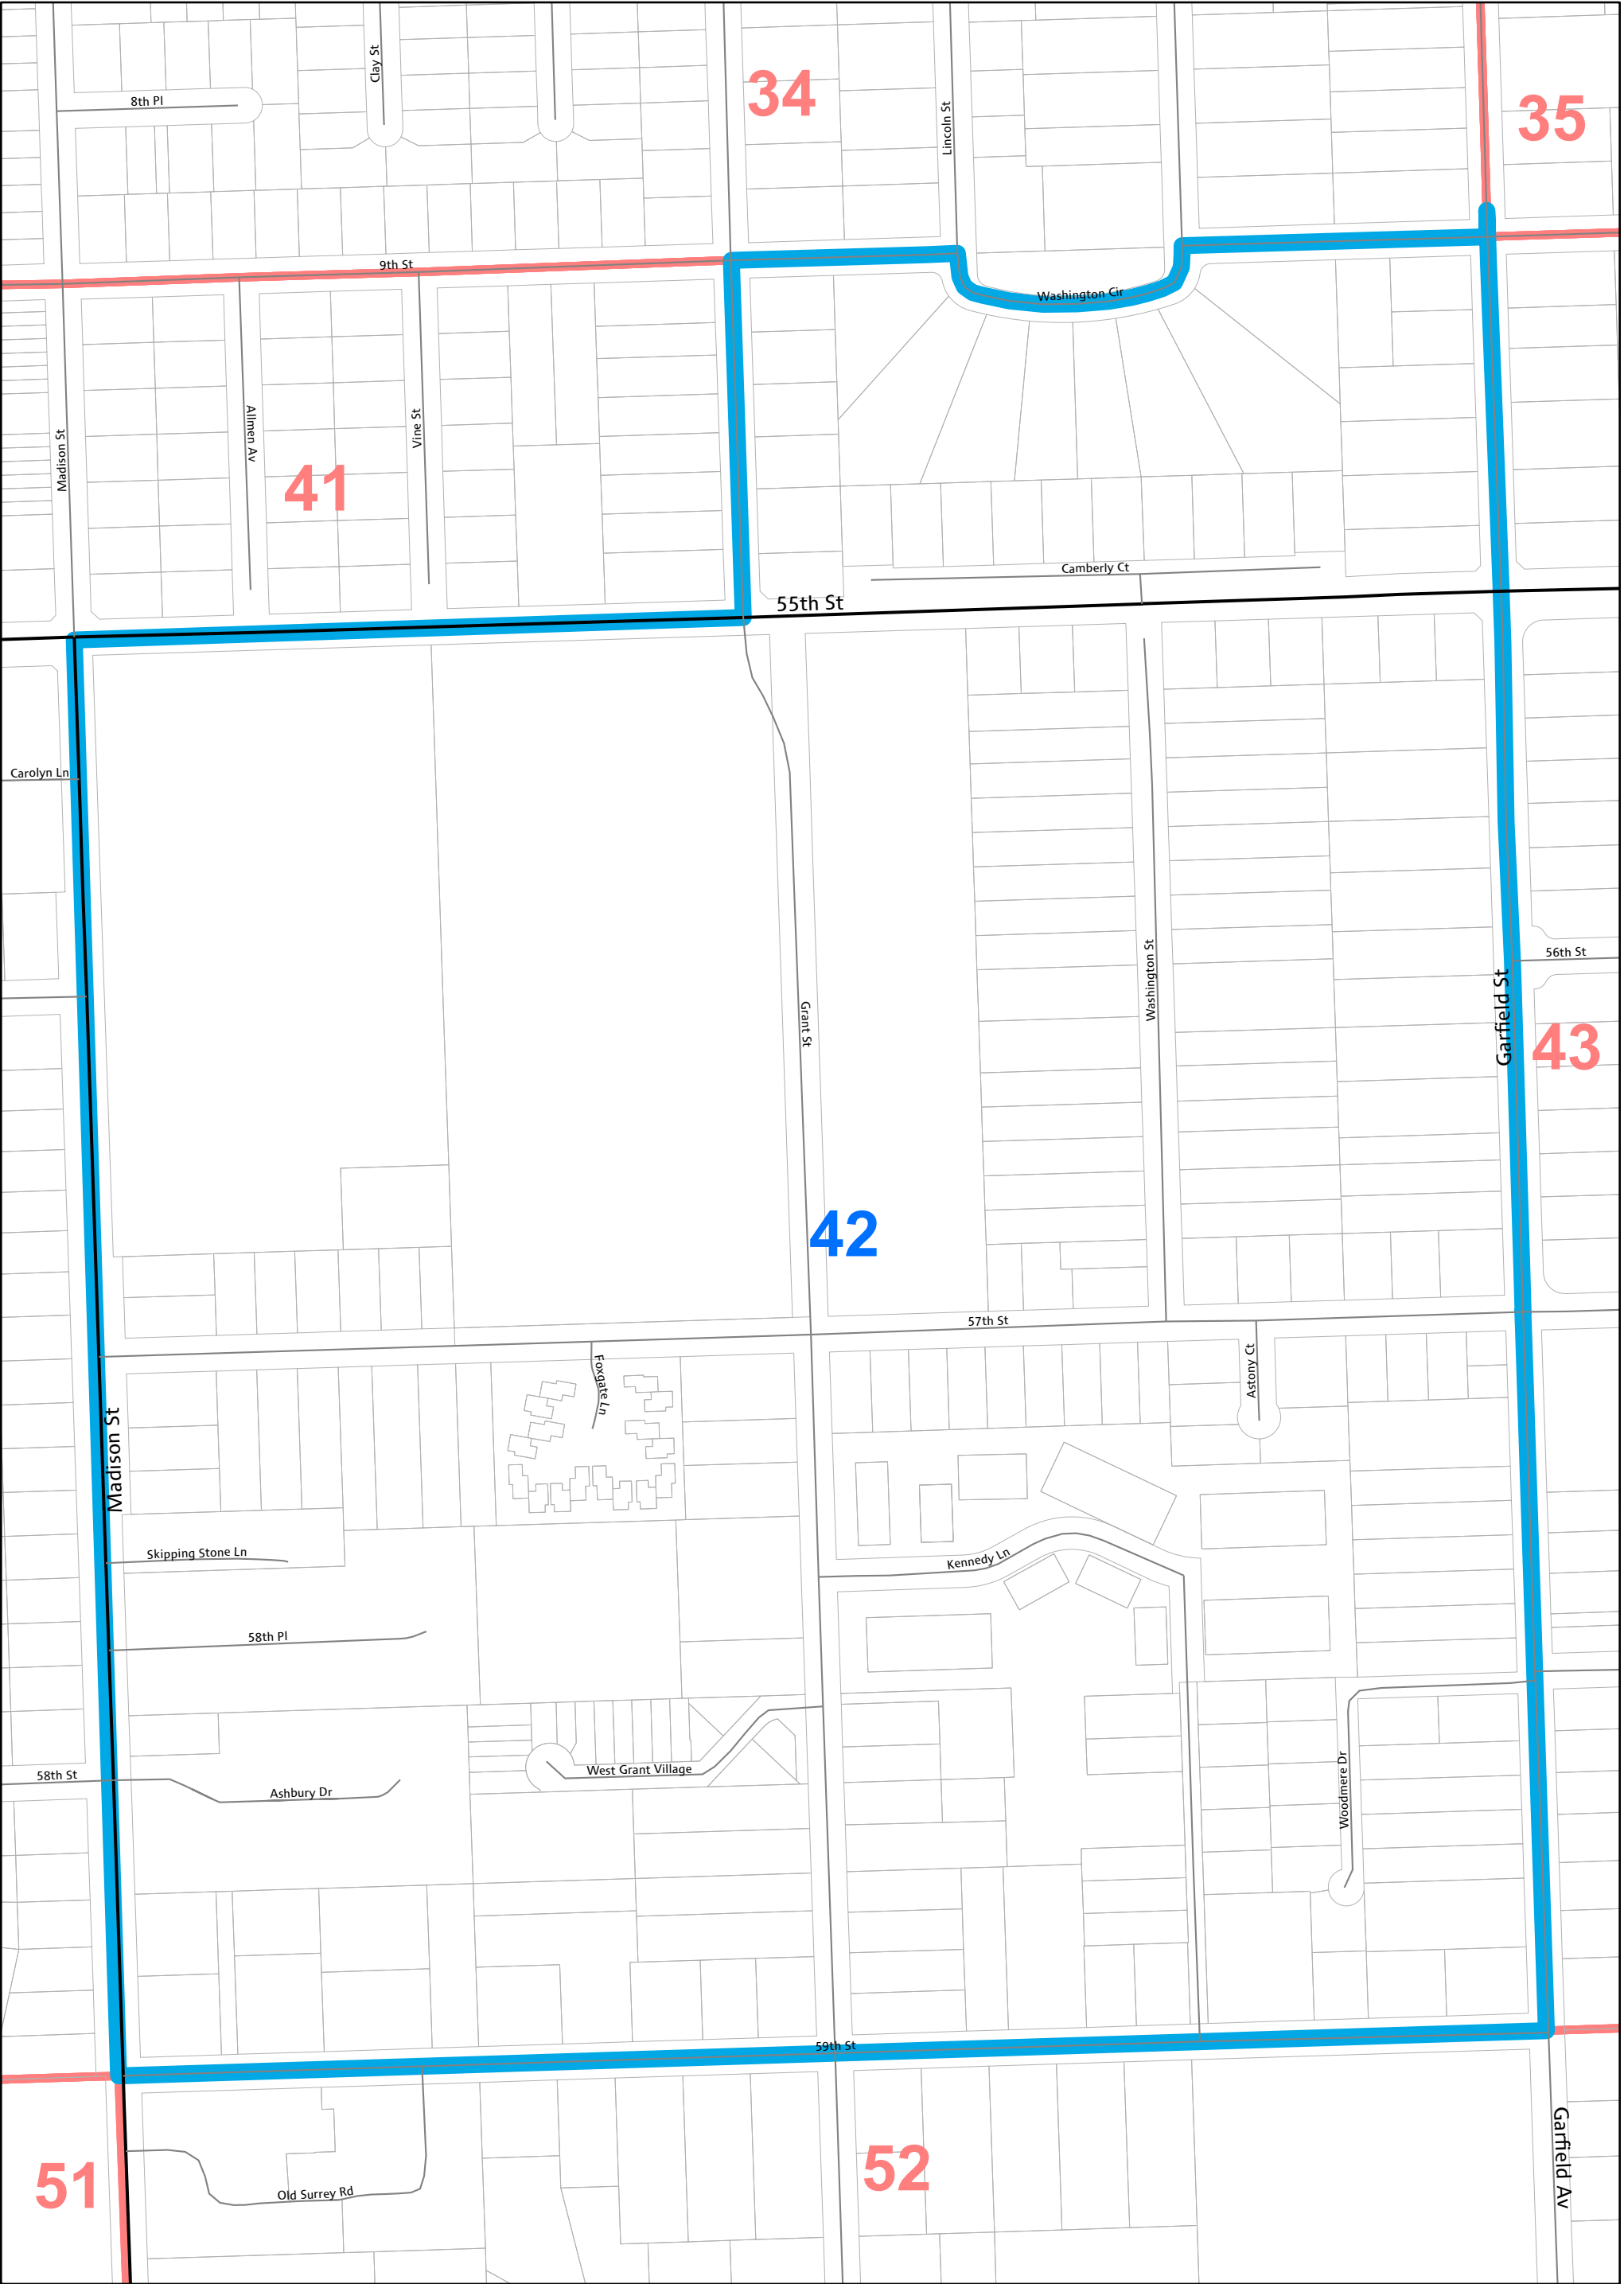 Clay St
34
35
8th Pl
Lincoln St
9th St
Washington Cir
Madison St
Allmen Av
Vine St
41
Camberly Ct
55th St
Carolyn Ln
56th St
Washington St
Grant St
Garfield St
43
42
57th St
Foxgate Ln
Astony Ct
Madison St
Skipping Stone Ln
Kennedy Ln
58th Pl
58th St
West Grant Village
Ashbury Dr
Woodmere Dr
59th St
51
52
Old Surrey Rd
Garfield Av